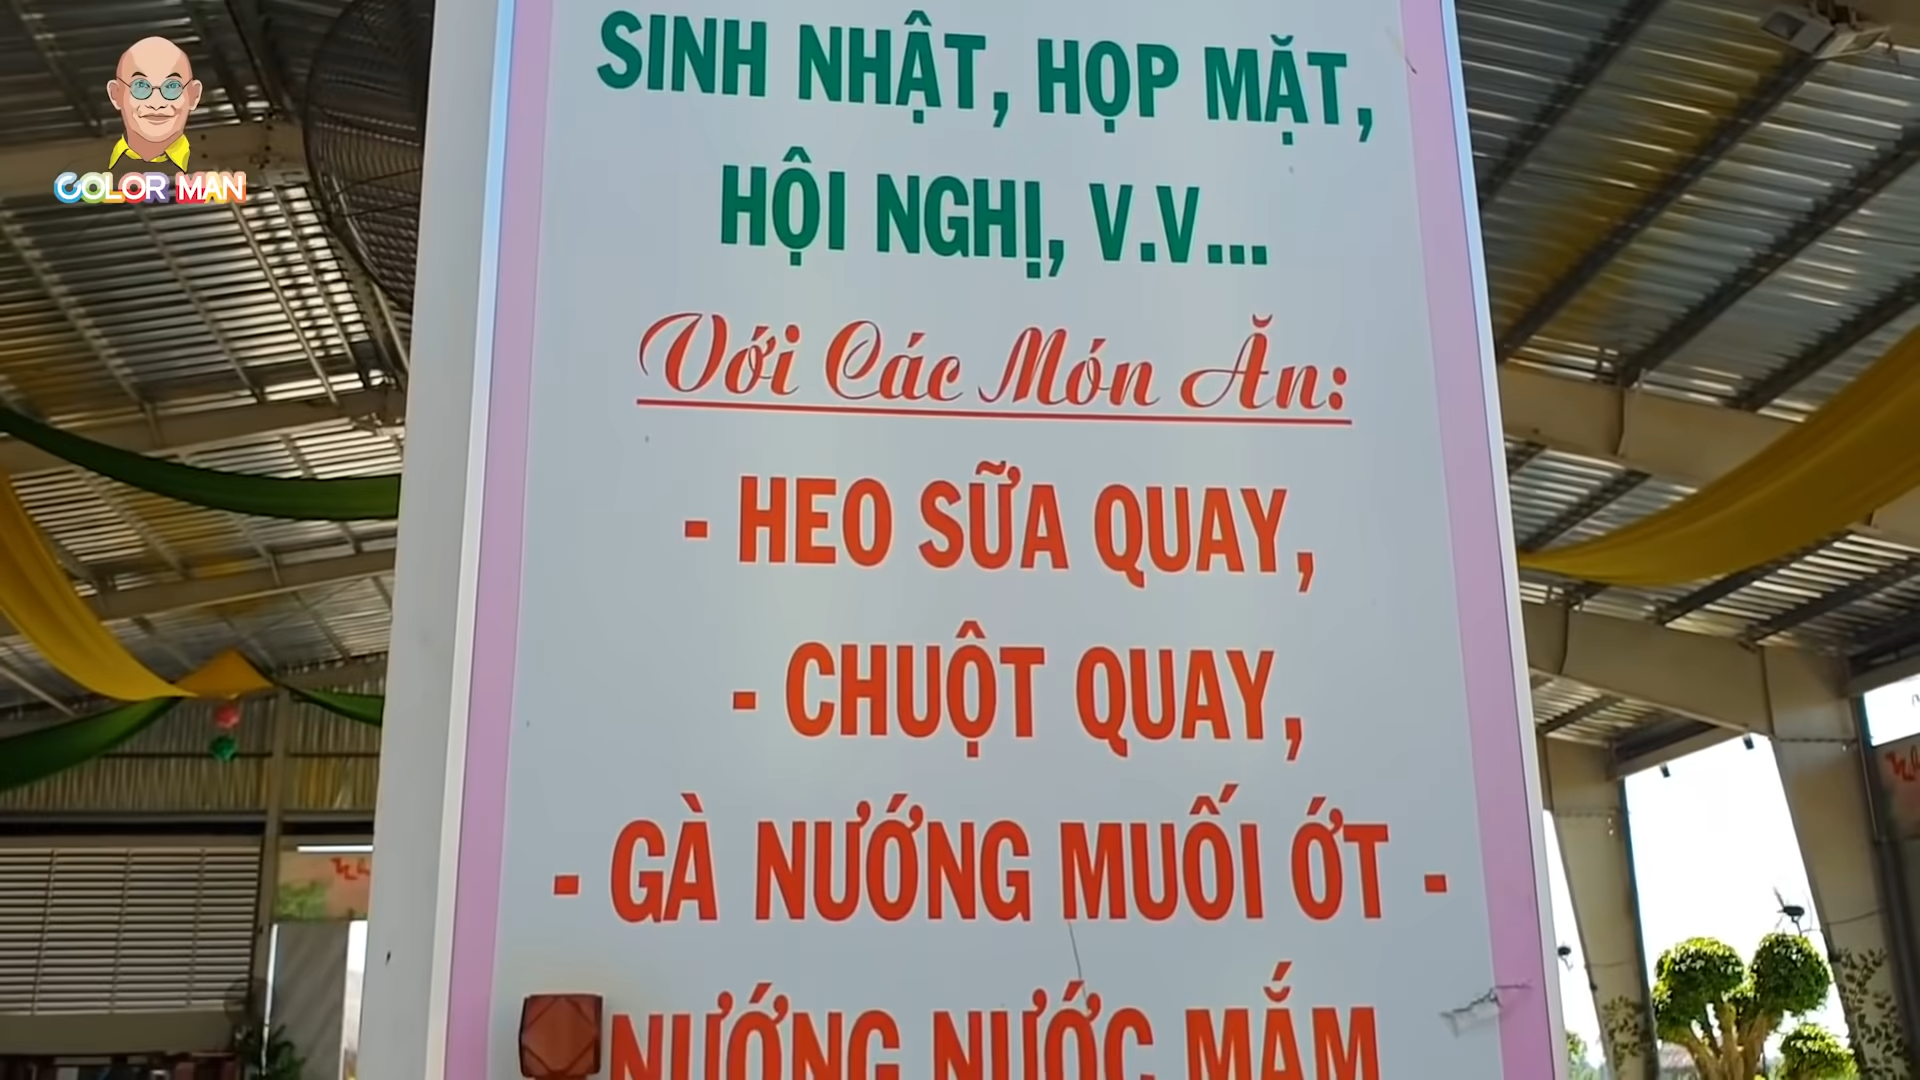 COLOR MAN
SINH NHẬT, HỌP MẶT,
HỘI NGHỊ, V.V...
Với Các Món Ăn:
- HEO SỮA QUAY,
- CHUỘT QUAY,
- GÀ NƯỚNG MUỐI ỚT -
NƯỚNG NƯỚC MẮM